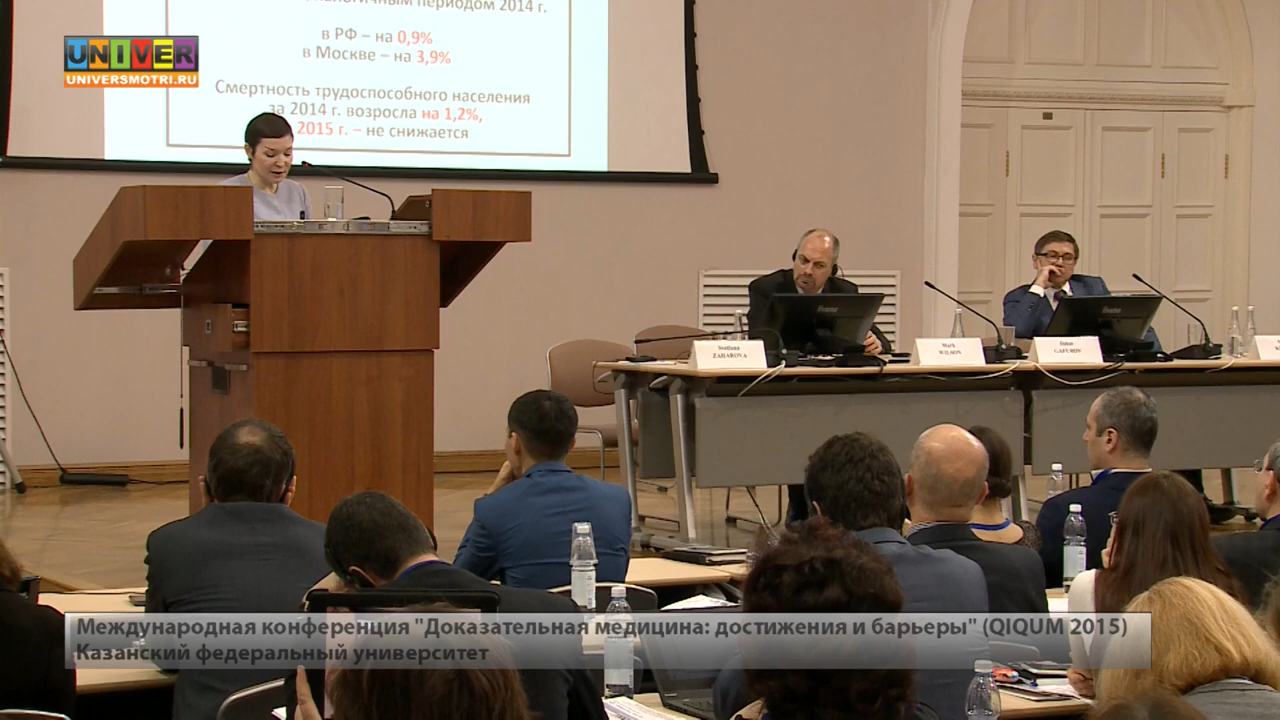 периодом 2014 г.
в РФ – на 0,9%
в Москве – на 3,9%
Смертность трудоспособного населения
за 2014 г. возросла на 1,2%,
2015 г. – не снижается
UNIVER
UNIVERSMOTRI.RU
Svetlana
ZAHAROVA
Mark
WILSON
GAFUROV
Международная конференция "Доказательная медицина: достижения и барьеры" (QIQUM 2015)
Казанский федеральный университет